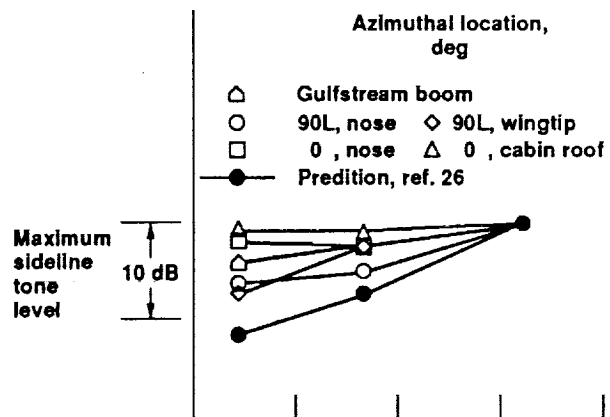 Azimuthal location,
deg
Gulfstream boom
90L, nose 90L, wingtip
0 , nose 0 , cabin roof
Predition, ref. 26
Maximum
sideline
tone
level
10 dB